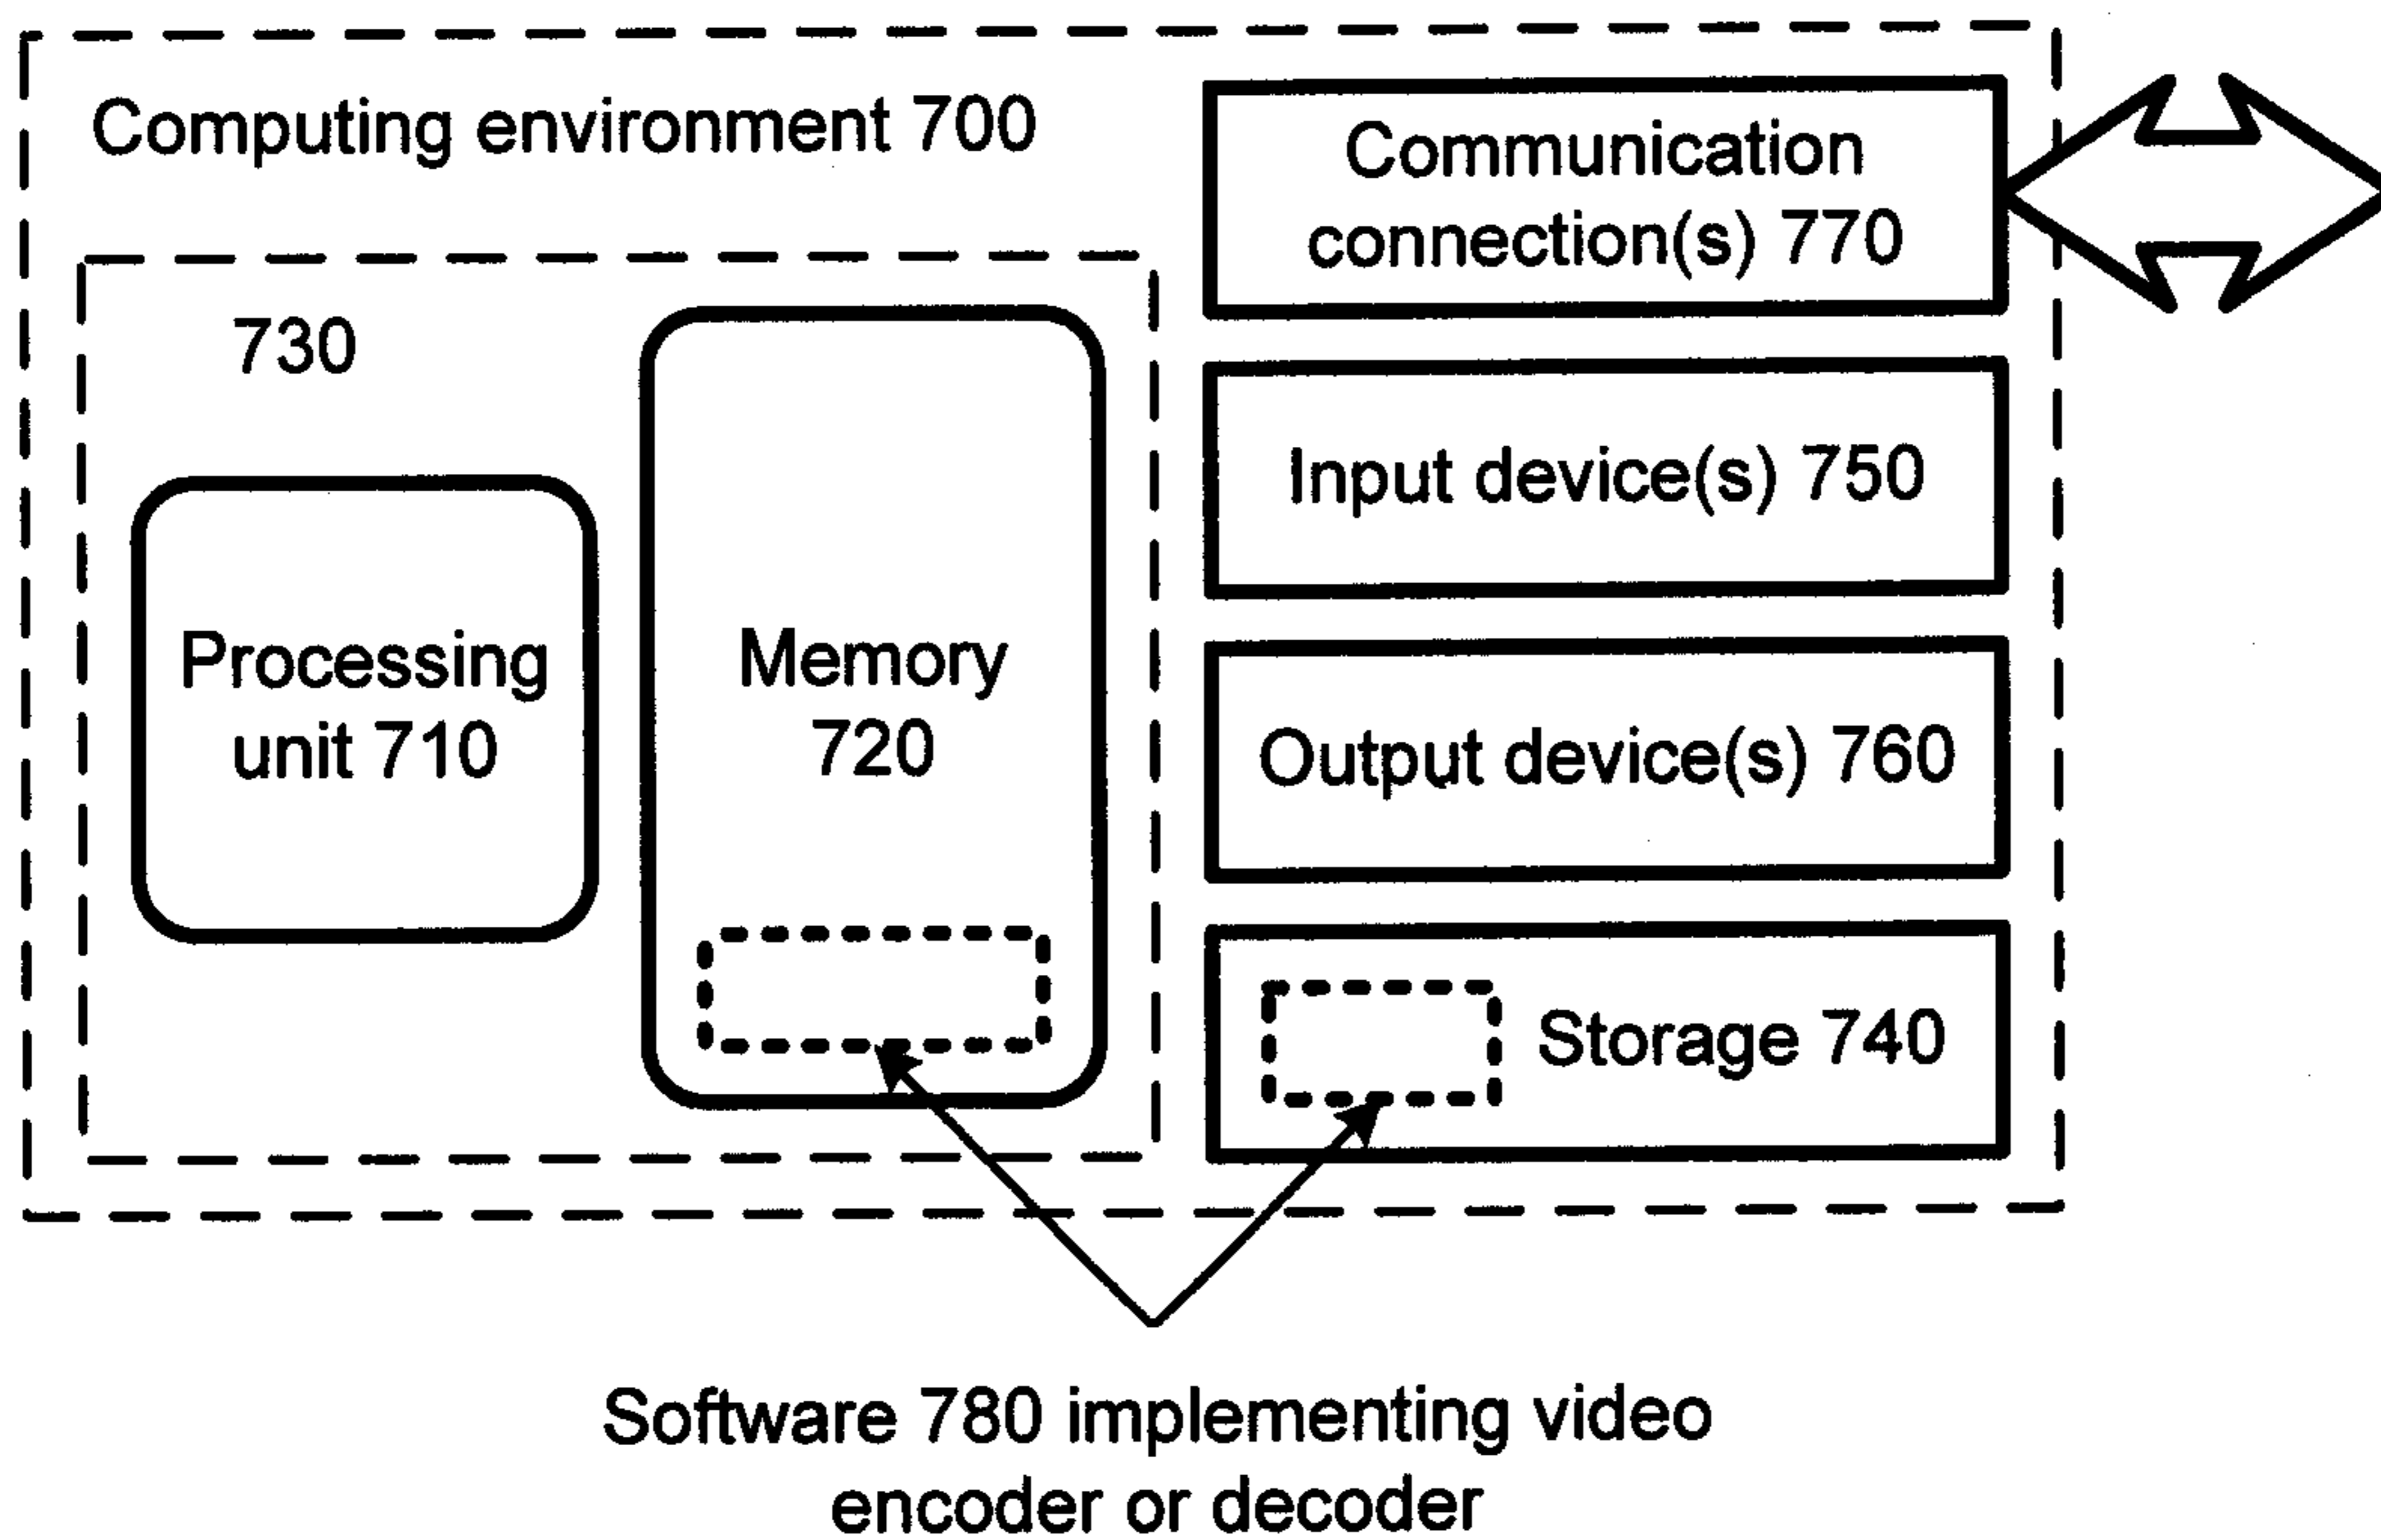 Computing environment 700
Communication
connection(s) 770
730
Input device(s) 750
Processing
unit 710
Memory
720
Output device(s) 760
Storage 740
Software 780 implementing video
encoder or decoder